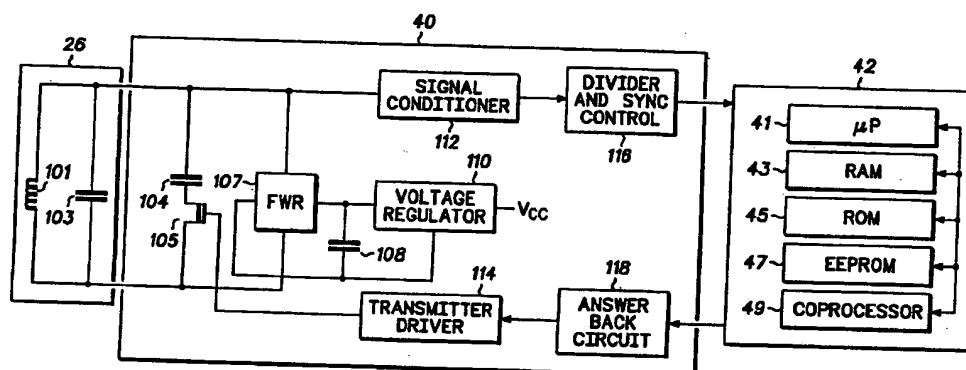 40
26
42
SIGNAL
CONDITIONER
112
DIVIDER
AND SYNC
CONTROL
116
41
μP
43
RAM
45
ROM
47
EEPROM
49
COPROCESSOR
101
103
104
105
107
FWR
108
110
VOLTAGE
REGULATOR
VCC
114
TRANSMITTER
DRIVER
118
ANSWER
BACK
CIRCUIT